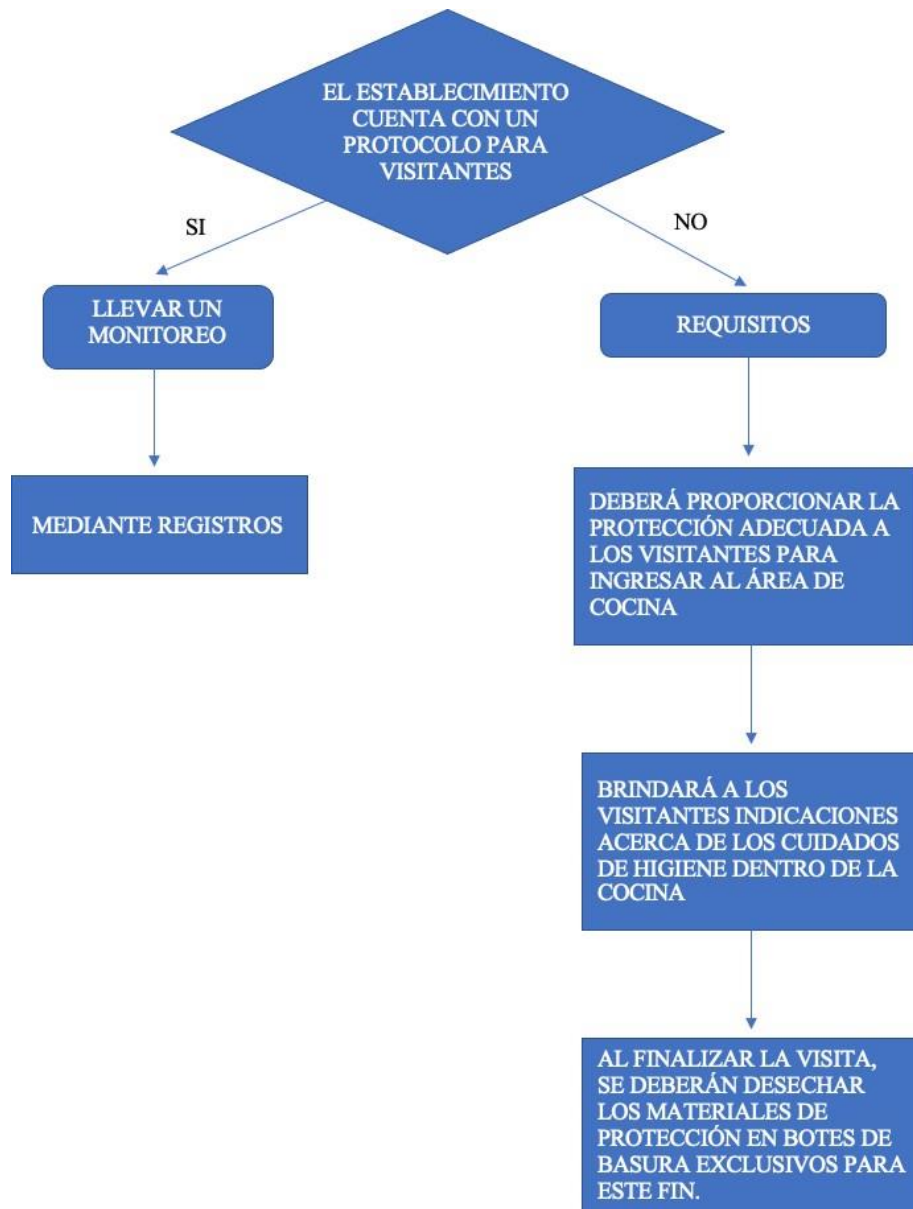 EL ESTABLECIMIENTO
CUENTA CON UN
PROTOCOLO PARA
VISITANTES
SI
NO
LLEVAR UN
MONITOREO
REQUISITOS
MEDIANTE REGISTROS
DEBERÁ PROPORCIONAR LA
PROTECCIÓN ADECUADA A
LOS VISITANTES PARA
INGRESAR AL ÁREA DE
COCINA
BRINDARÁ A LOS
VISITANTES INDICACIONES
ACERCA DE LOS CUIDADOS
DE HIGIENE DENTRO DE LA
COCINA
AL FINALIZAR LA VISITA,
SE DEBERÁN DESECHAR
LOS MATERIALES DE
PROTECCIÓN EN BOTES DE
BASURA EXCLUSIVOS PARA
ESTE FIN.